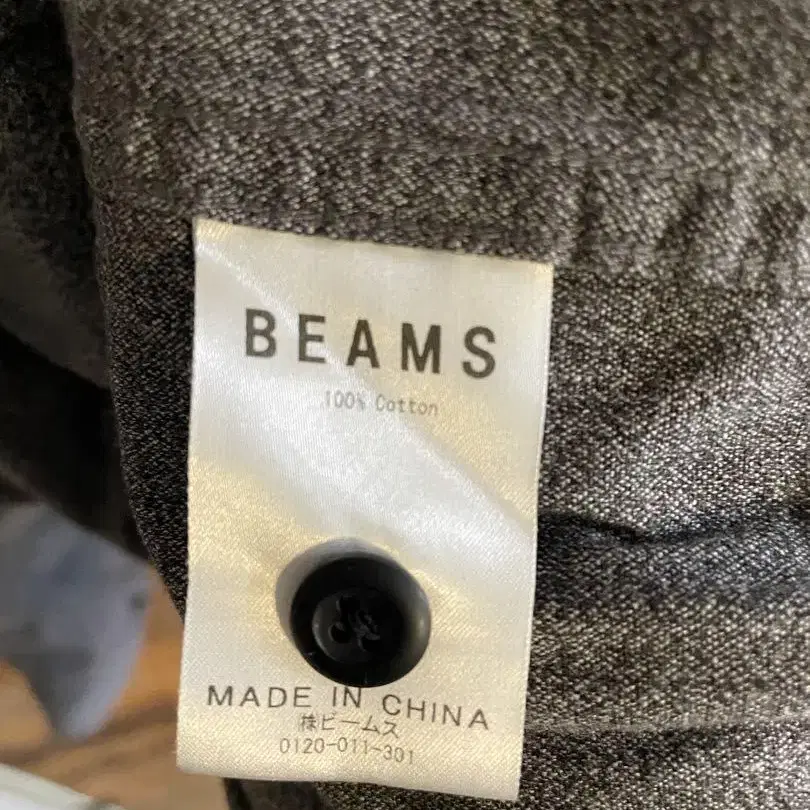 BEAMS
100% Cotton
MADE IN CHINA
㈱ビームス
0120-011-301